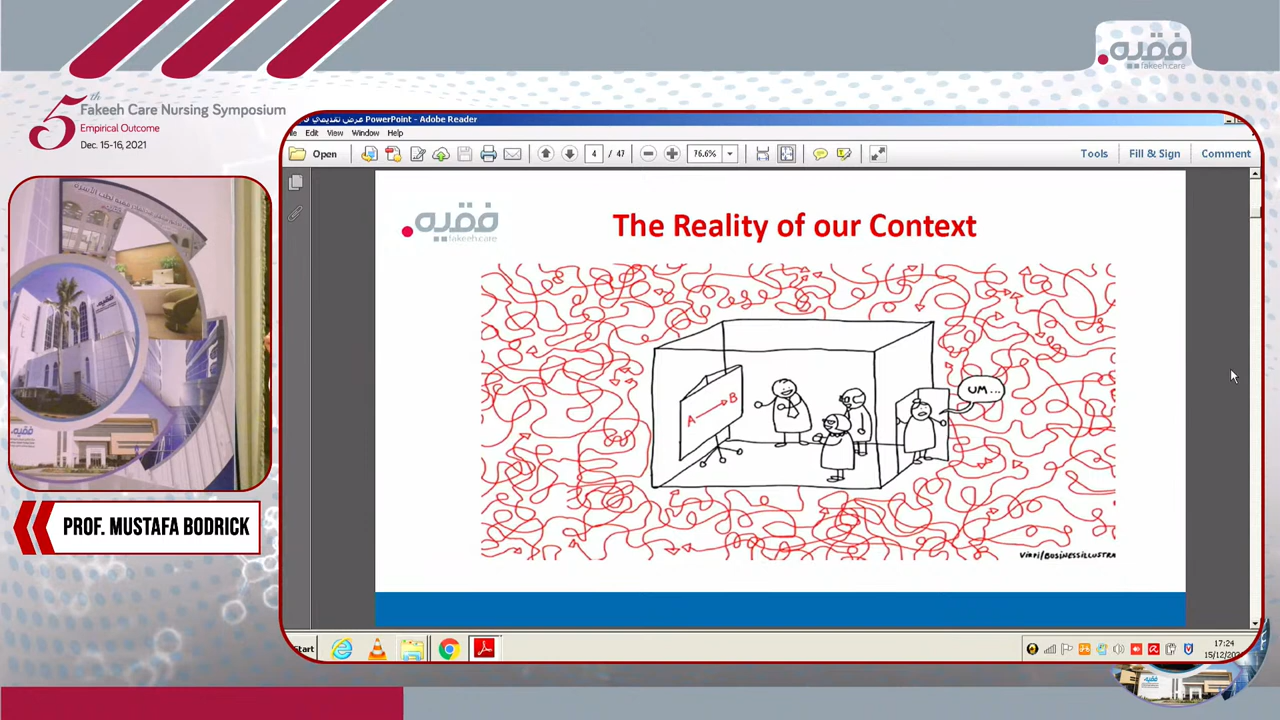 فقيه
fakeeh.care
5th
Fakeeh Care Nursing Symposium
Empirical Outcome
Dec. 15-16, 2021
PowerPoint - Adobe Reader
Edit View Window Help
Open
4 / 47
76.6%
Tools Fill & Sign Comment
فقيه
fakeeh.care
The Reality of our Context
A
B
UM...
PROF. MUSTAFA BODRICK
17:24